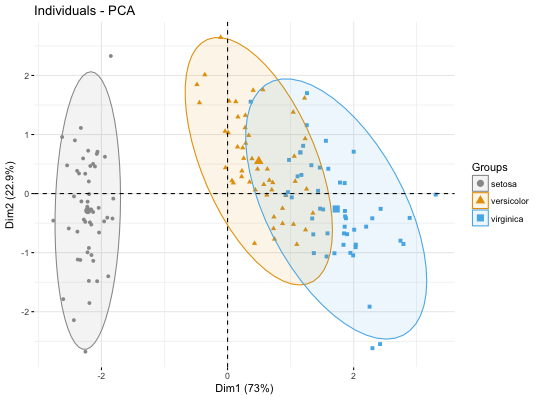 Individuals - PCA
Dim2 (22.9%)
2
1
0
-1
-2
-2
0
2
Dim1 (73%)
Groups
setosa
versicolor
virginica